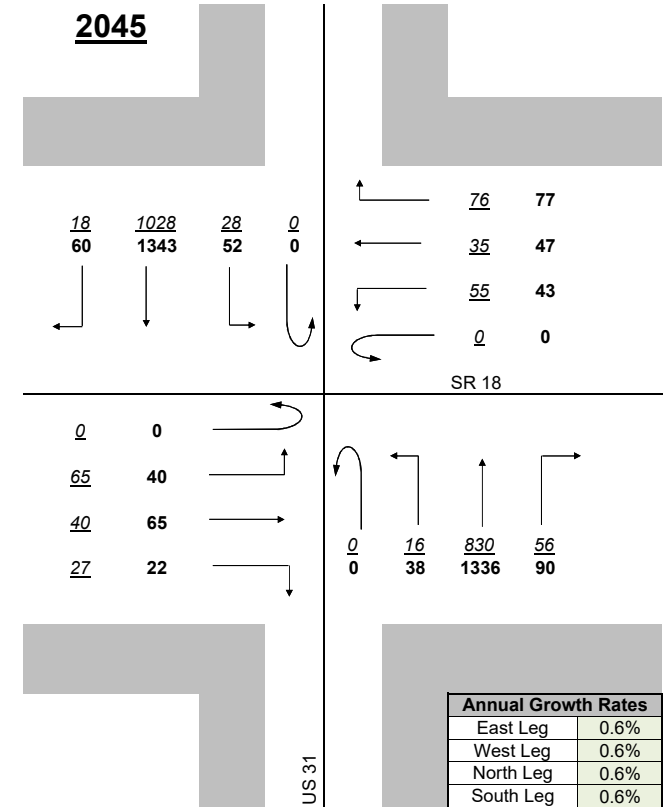 2045
18 1028 28 0
60 1343 52 0
76 77
35 47
55 43
0 0
SR 18
0 0
65 40
40 65
27 22
0 16 830 56
0 38 1336 90
US 31
Annual Growth Rates
East Leg 0.6%
West Leg 0.6%
North Leg 0.6%
South Leg 0.6%